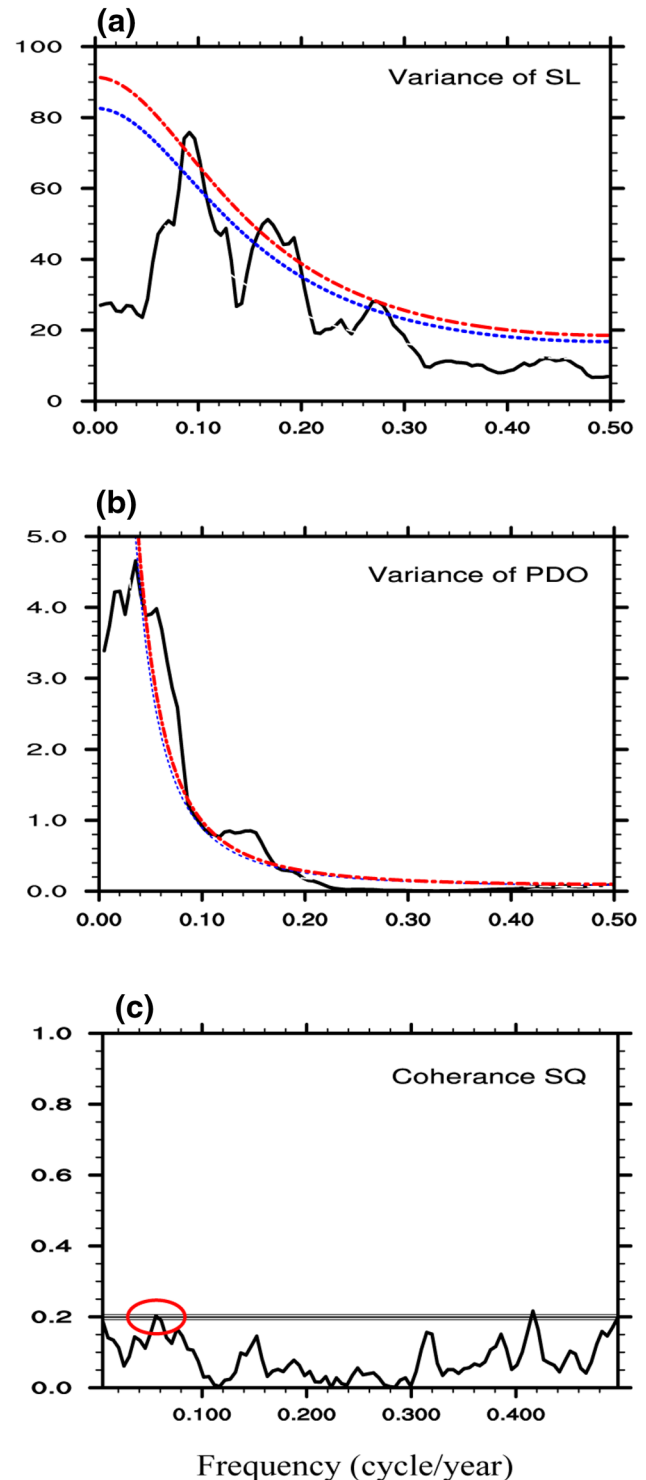 (a)
Variance of SL
100
80
60
40
20
0
0.00 0.10 0.20 0.30 0.40 0.50
(b)
Variance of PDO
5.0
4.0
3.0
2.0
1.0
0.0
0.00 0.10 0.20 0.30 0.40 0.50
(c)
Coherance SQ
1.0
0.8
0.6
0.4
0.2
0.0
0.100 0.200 0.300 0.400
Frequency (cycle/year)